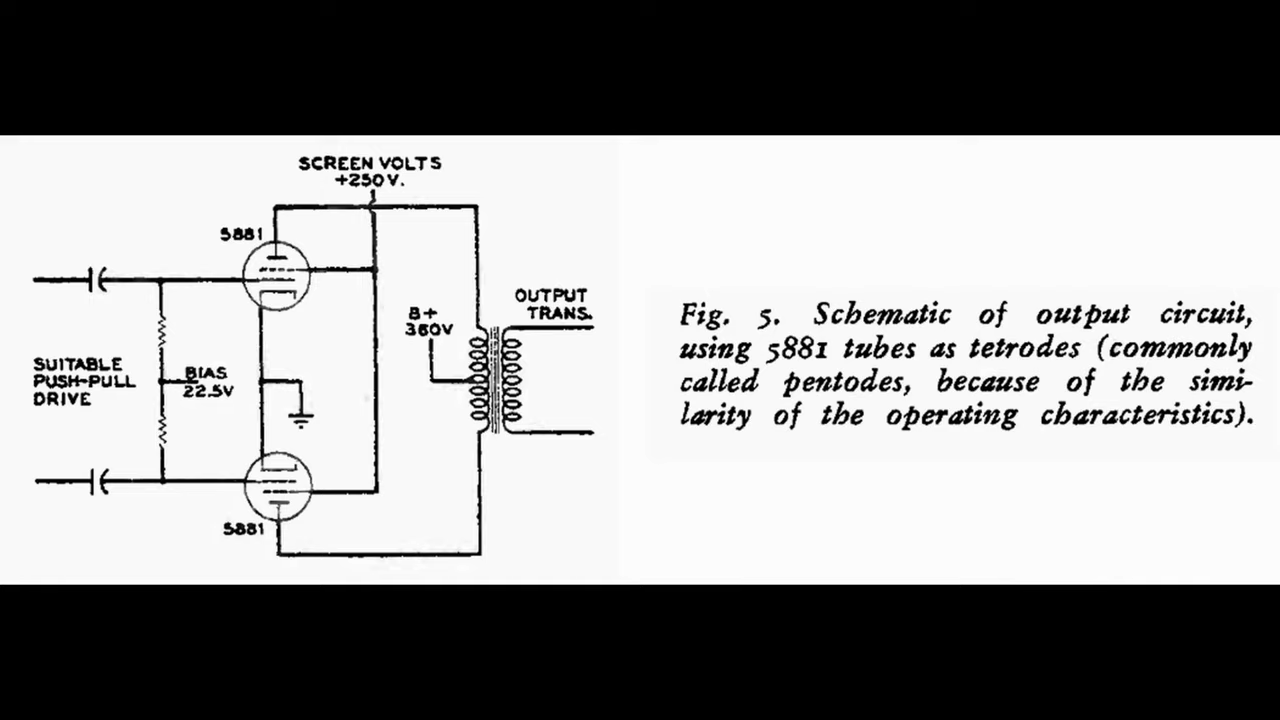 SCREEN VOLTS
+250V.
5881
B+
360V
OUTPUT
TRANS.
SUITABLE
PUSH-PULL
DRIVE
BIAS
22.5V
5881
Fig. 5. Schematic of output circuit,
using 5881 tubes as tetrodes (commonly
called pentodes, because of the simi-
larity of the operating characteristics).